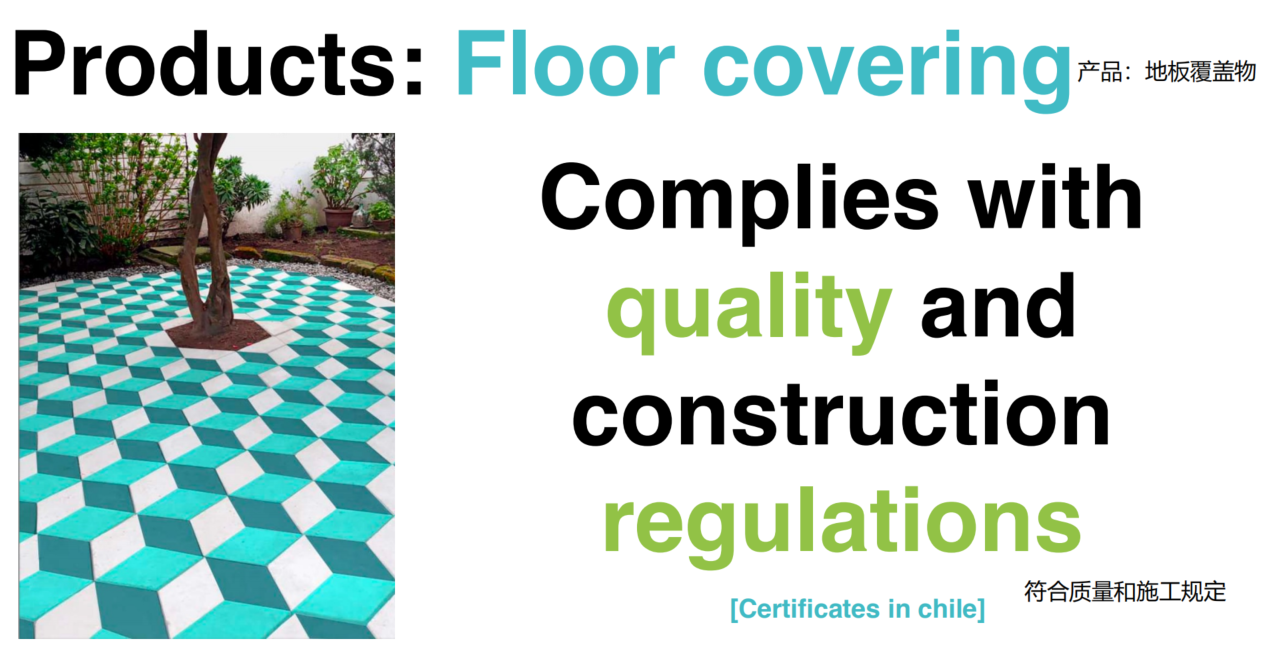 Products: Floor covering 产品：地板覆盖物
Complies with
quality and
construction
regulations
[Certificates in chile]
符合质量和施工规定